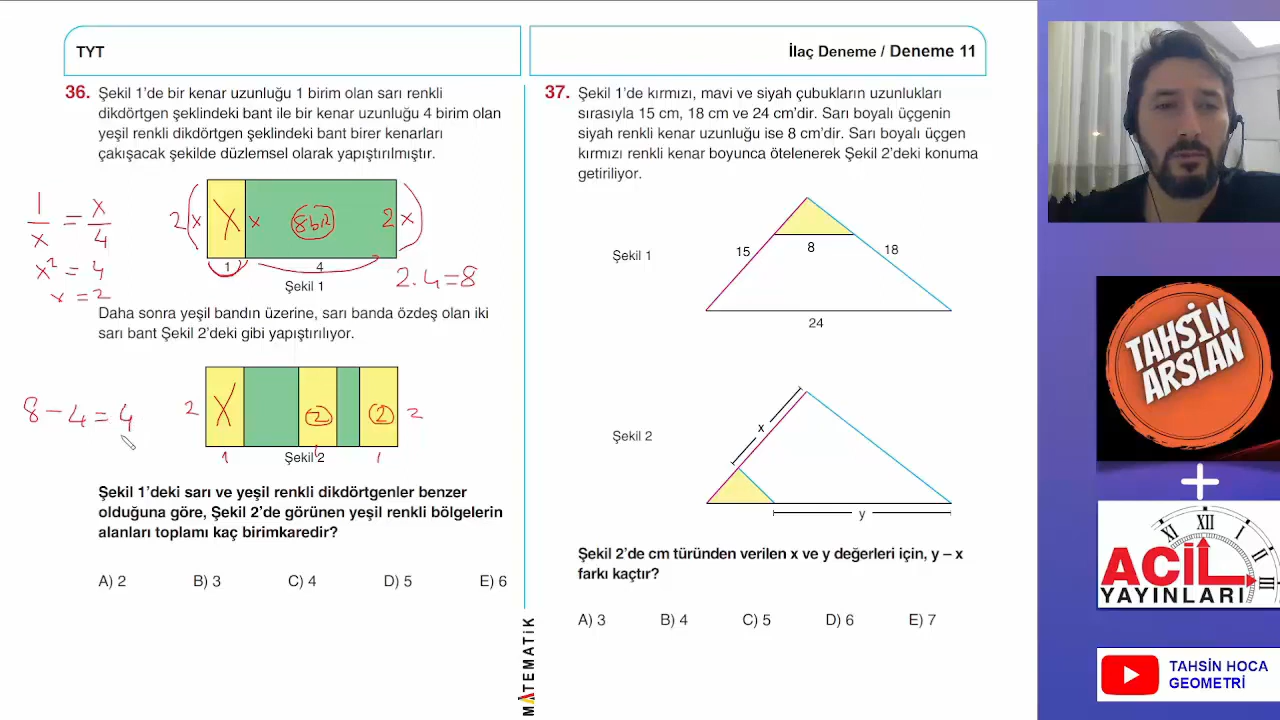 TYT
İlaç Deneme / Deneme 11
36. Şekil 1'de bir kenar uzunluğu 1 birim olan sarı renkli
dikdörtgen şeklindeki bant ile bir kenar uzunluğu 4 birim olan
yeşil renkli dikdörtgen şeklindeki bant birer kenarları
çakışacak şekilde düzlemsel olarak yapıştırılmıştır.
1/x = x/4
x² = 4
x = 2
2 x x 8br² 2 x
1 4
2.4=8
Şekil 1
Daha sonra yeşil bandın üzerine, sarı banda özdeş olan iki
sarı bant Şekil 2'deki gibi yapıştırılıyor.
8-4=4
2 2 2 2
1 1 1
Şekil 2
Şekil 1'deki sarı ve yeşil renkli dikdörtgenler benzer
olduğuna göre, Şekil 2'de görünen yeşil renkli bölgelerin
alanları toplamı kaç birimkaredir?
A) 2 B) 3 C) 4 D) 5 E) 6
MATEMATİK
37. Şekil 1'de kırmızı, mavi ve siyah çubukların uzunlukları
sırasıyla 15 cm, 18 cm ve 24 cm'dir. Sarı boyalı üçgenin
siyah renkli kenar uzunluğu ise 8 cm'dir. Sarı boyalı üçgen
kırmızı renkli kenar boyunca ötelenerek Şekil 2'deki konuma
getiriliyor.
Şekil 1
15 8 18
24
Şekil 2
x
y
Şekil 2'de cm türünden verilen x ve y değerleri için, y – x
farkı kaçtır?
A) 3 B) 4 C) 5 D) 6 E) 7
TAHSİN
ARSLAN
+
XI XII I II III
ACİL
YAYINLARI
TAHSİN HOCA
GEOMETRİ